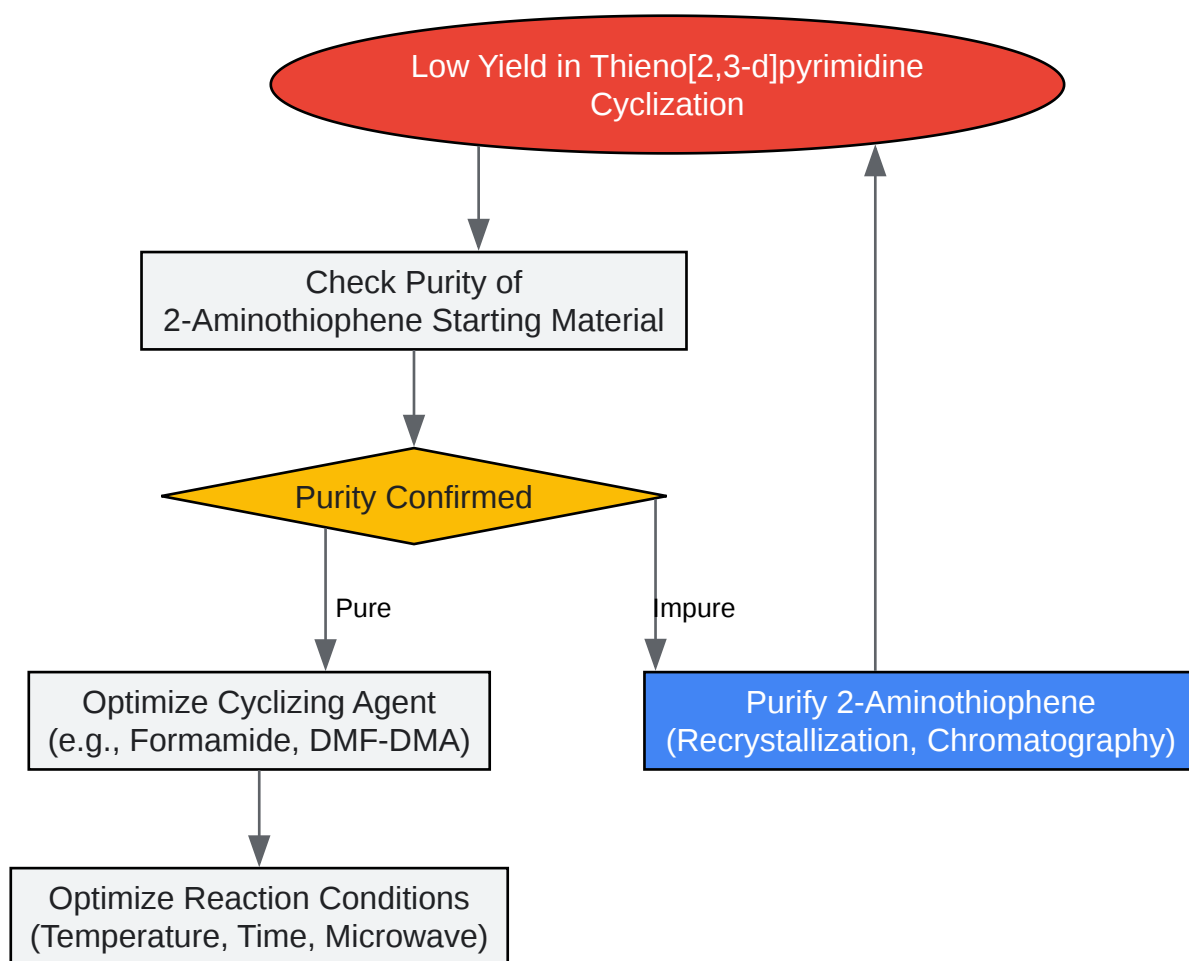 Low Yield in Thieno[2,3-d]pyrimidine
Cyclization
Check Purity of
2-Aminothiophene Starting Material
Purity Confirmed
Pure
Impure
Optimize Cyclizing Agent
(e.g., Formamide, DMF-DMA)
Purify 2-Aminothiophene
(Recrystallization, Chromatography)
Optimize Reaction Conditions
(Temperature, Time, Microwave)